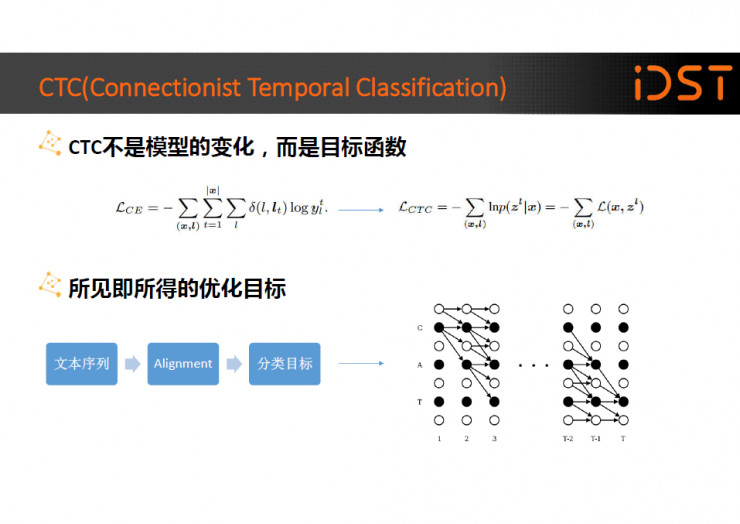 CTC(Connectionist Temporal Classification)
iDST
CTC不是模型的变化，而是目标函数
$\mathcal{L}_{CE} = -\sum_{(\boldsymbol{x},\boldsymbol{l})} \sum_{t=1}^{|\boldsymbol{x}|} \sum_{l} \delta(l, \boldsymbol{l}_t) \log y_l^t.$ $\mathcal{L}_{CTC} = -\sum_{(\boldsymbol{x},\boldsymbol{l})} \ln p(\boldsymbol{z}^l|\boldsymbol{x}) = -\sum_{(\boldsymbol{x},\boldsymbol{l})} \mathcal{L}(\boldsymbol{x}, \boldsymbol{z}^l)$
所见即所得的优化目标
文本序列 Alignment 分类目标
C
A
. . .
T
1 2 3 T-2 T-1 T